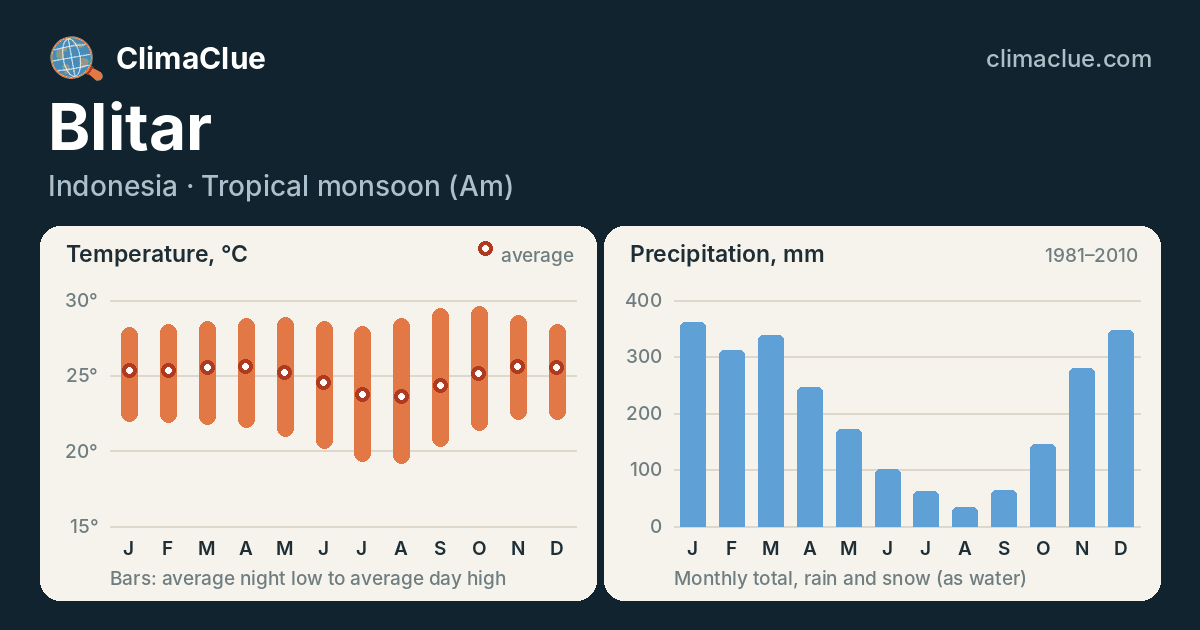 ClimaClue
climaclue.com
Blitar
Indonesia · Tropical monsoon (Am)
Temperature, °C
average
30°
25°
20°
15°
J F M A M J J A S O N D
Bars: average night low to average day high
Precipitation, mm
1981–2010
400
300
200
100
0
J F M A M J J A S O N D
Monthly total, rain and snow (as water)